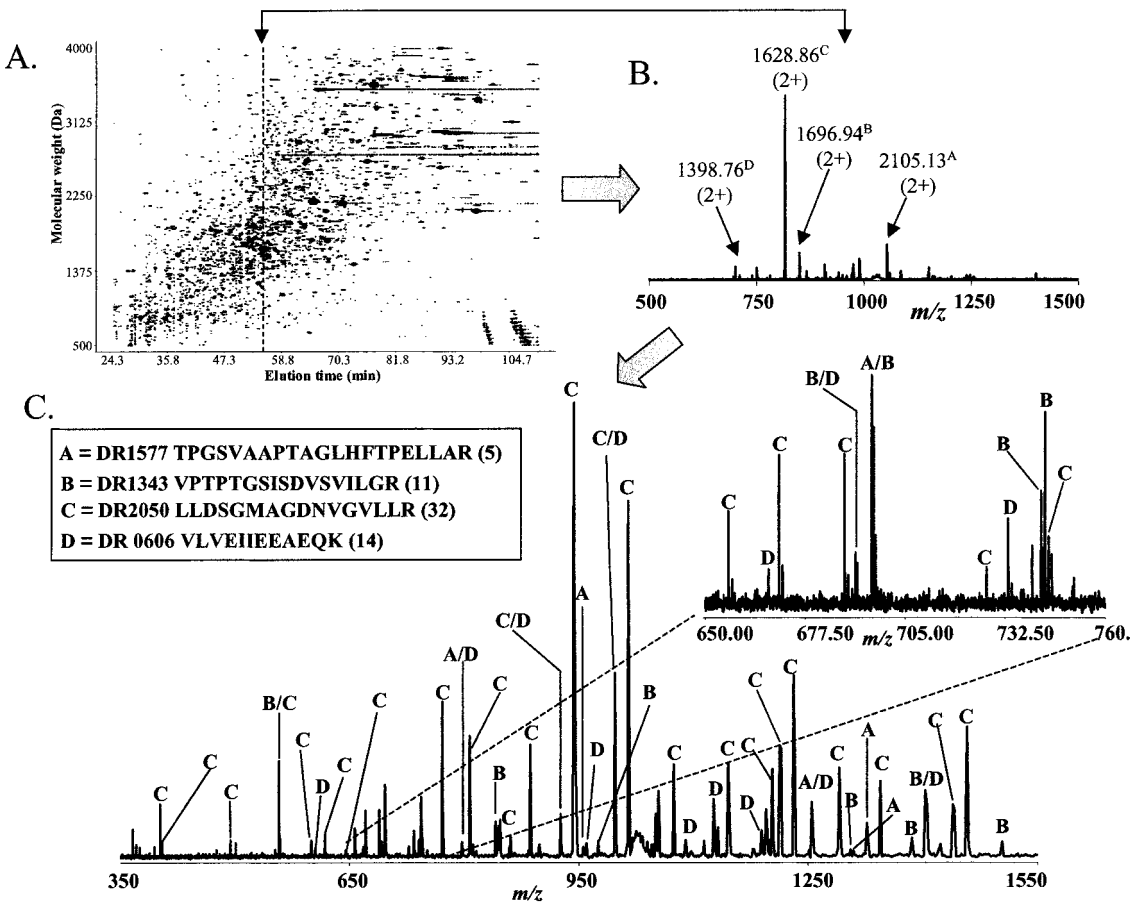 A.
4000
3125
2250
1375
500
Molecular weight (Da)
24.3 35.8 47.3 58.8 70.3 81.8 93.2 104.7
Elution time (min)
B.
1628.86C
(2+)
1696.94B
(2+)
1398.76D
(2+)
2105.13A
(2+)
500 750 1000 1250 1500
m/z
C.
A = DR1577 TPGSVAAPTAGLHFTPELLAR (5)
B = DR1343 VPTPTGSISDVSVILGR (11)
C = DR2050 LLDSGMAGDNVGVLLR (32)
D = DR 0606 VLVEIIEEAEQK (14)
C
D
C
C
B/D
A/B
C
D
B
B
C
650.00 677.50 705.00 732.50 760.
m/z
C
C
C
B/C
C
D
C
C
C
A/D
C
B
C
C
C/D
C
A
D
C/D
C
B
C
D
D
C
D
C
C
C
A/D
C
B
A
A
C
B
B/D
C
C
B
350 650 950 1250 1550
m/z